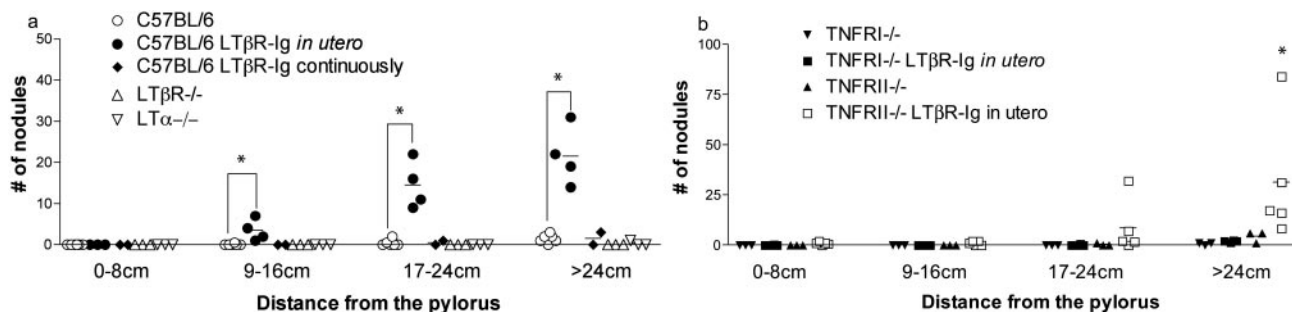 a
C57BL/6
C57BL/6 LTβR-Ig in utero
C57BL/6 LTβR-Ig continuously
LTβR-/-
LTα-/-
# of nodules
50
40
30
20
10
0
*
*
*
0-8cm
9-16cm
17-24cm
>24cm
Distance from the pylorus
b
TNFRI-/-
TNFRI-/- LTβR-Ig in utero
TNFRII-/-
TNFRII-/- LTβR-Ig in utero
# of nodules
100
75
50
25
0
*
0-8cm
9-16cm
17-24cm
>24cm
Distance from the pylorus